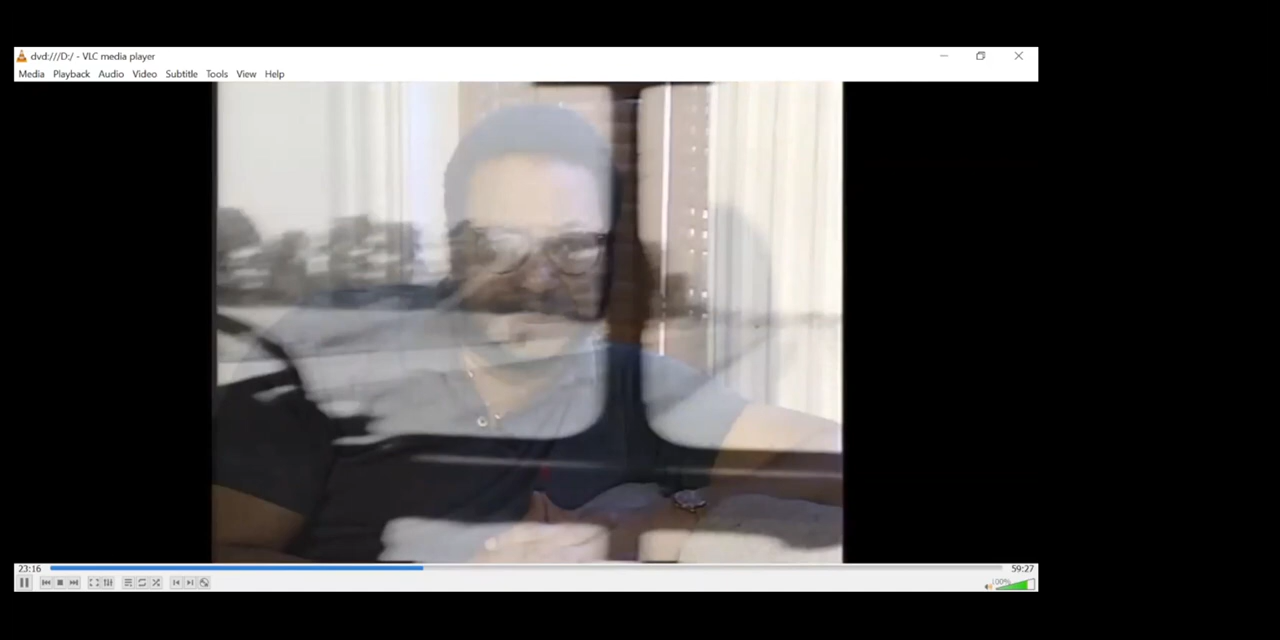 dvd:///D:/ - VLC media player
Media Playback Audio Video Subtitle Tools View Help
23:16 59:27
100%